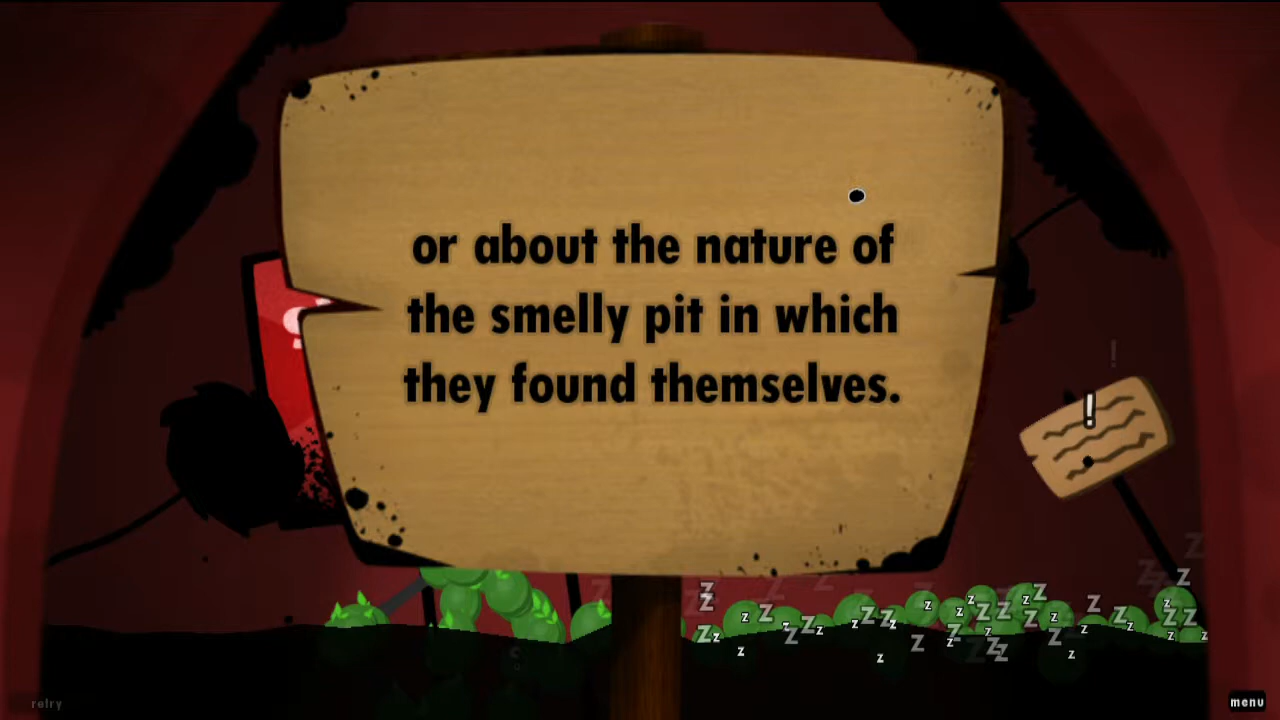 or about the nature of
the smelly pit in which
they found themselves.
!
retry
menu